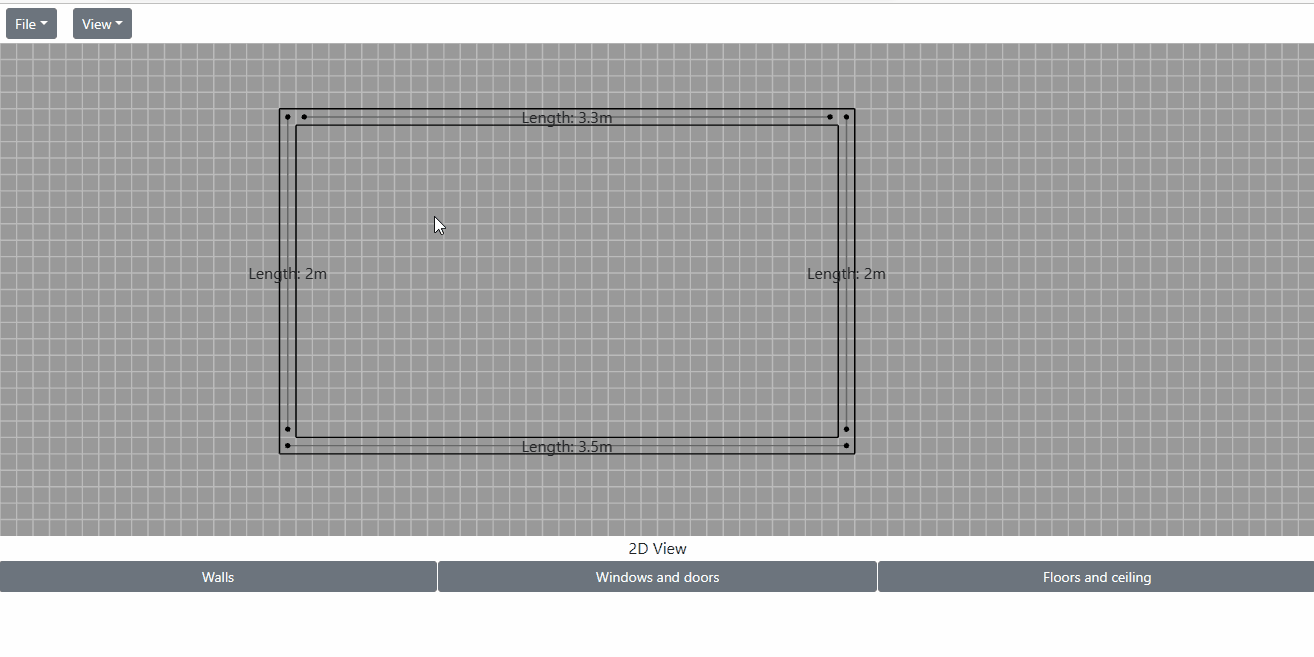 File View
Length: 3.3m
Length: 2m Length: 2m
Length: 3.5m
2D View
Walls Windows and doors Floors and ceiling